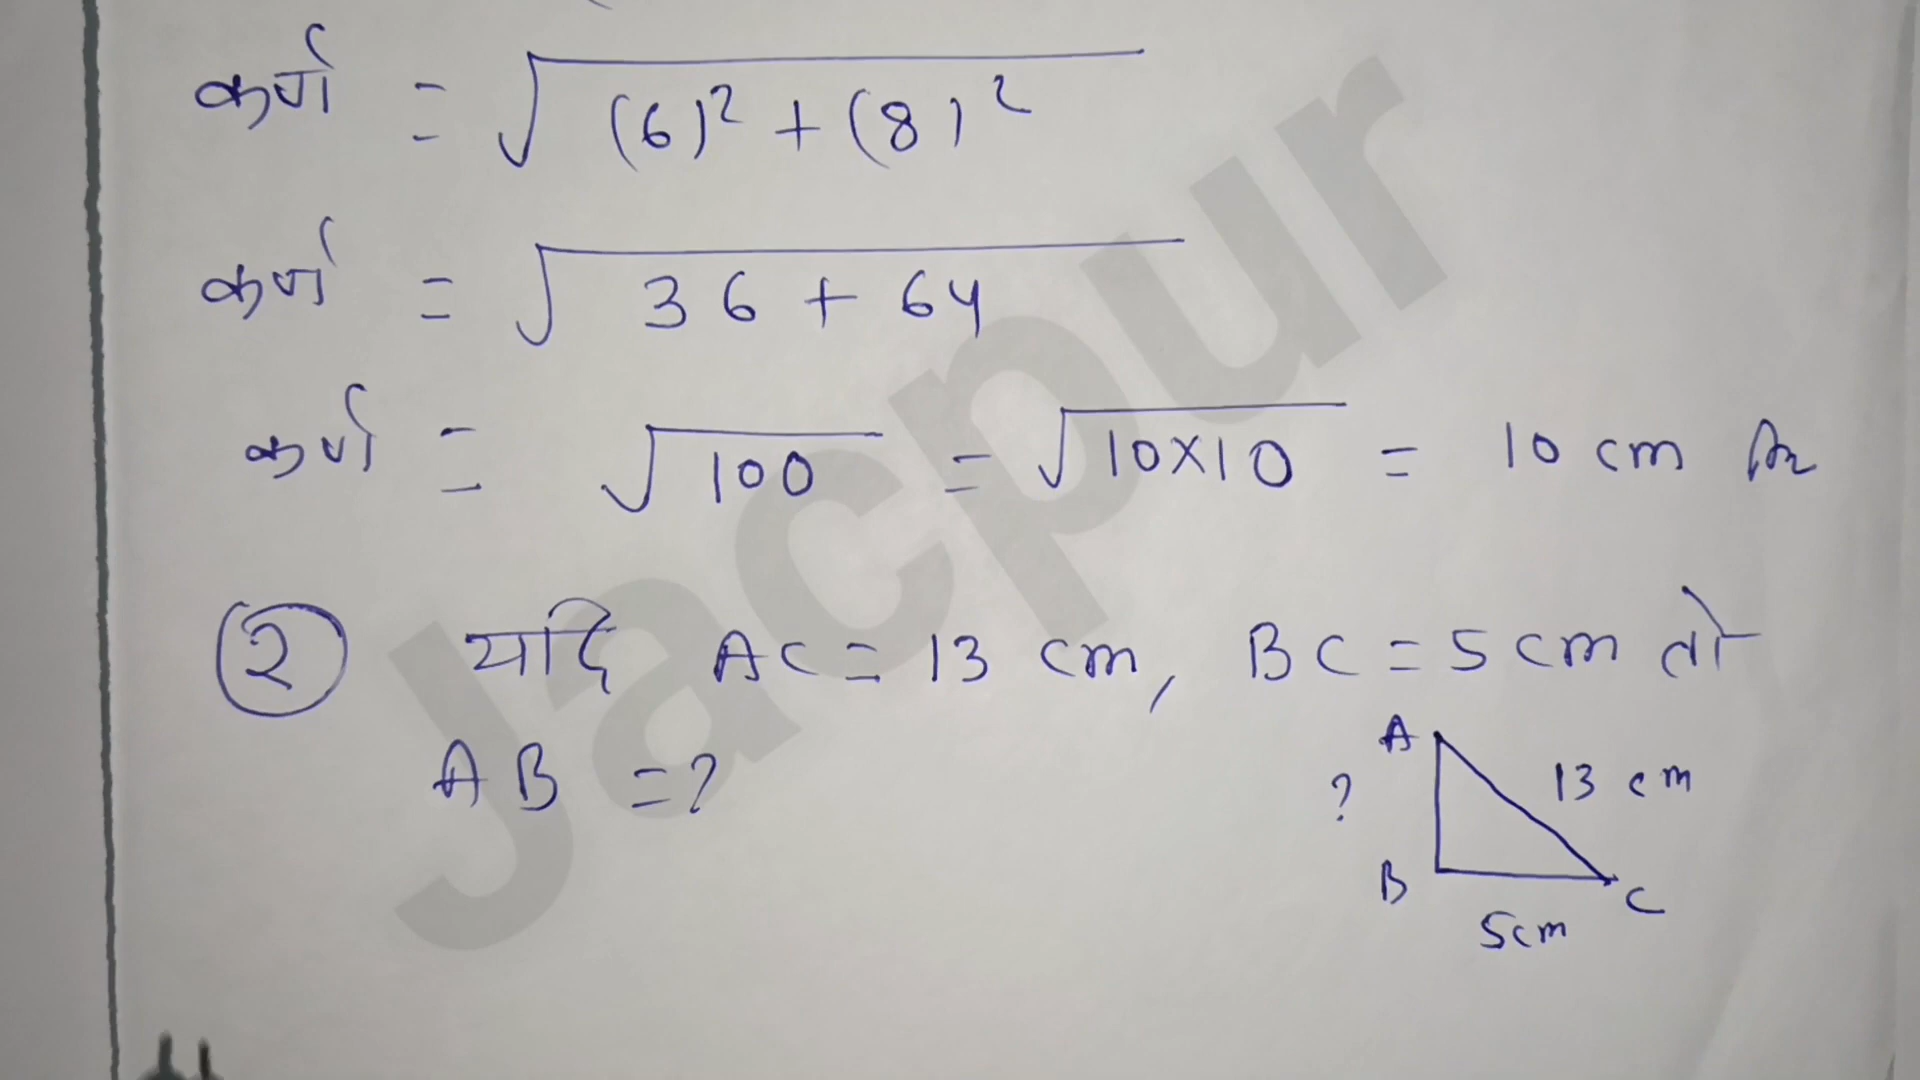 कर्ण = √(6)² + (8)²
कर्ण = √36 + 64
कर्ण = √100 = √10×10 = 10 cm Ans
② यदि AC = 13 cm, BC = 5 cm तो
AB = ?
A
? 13 cm
B C
5cm
Jacpur